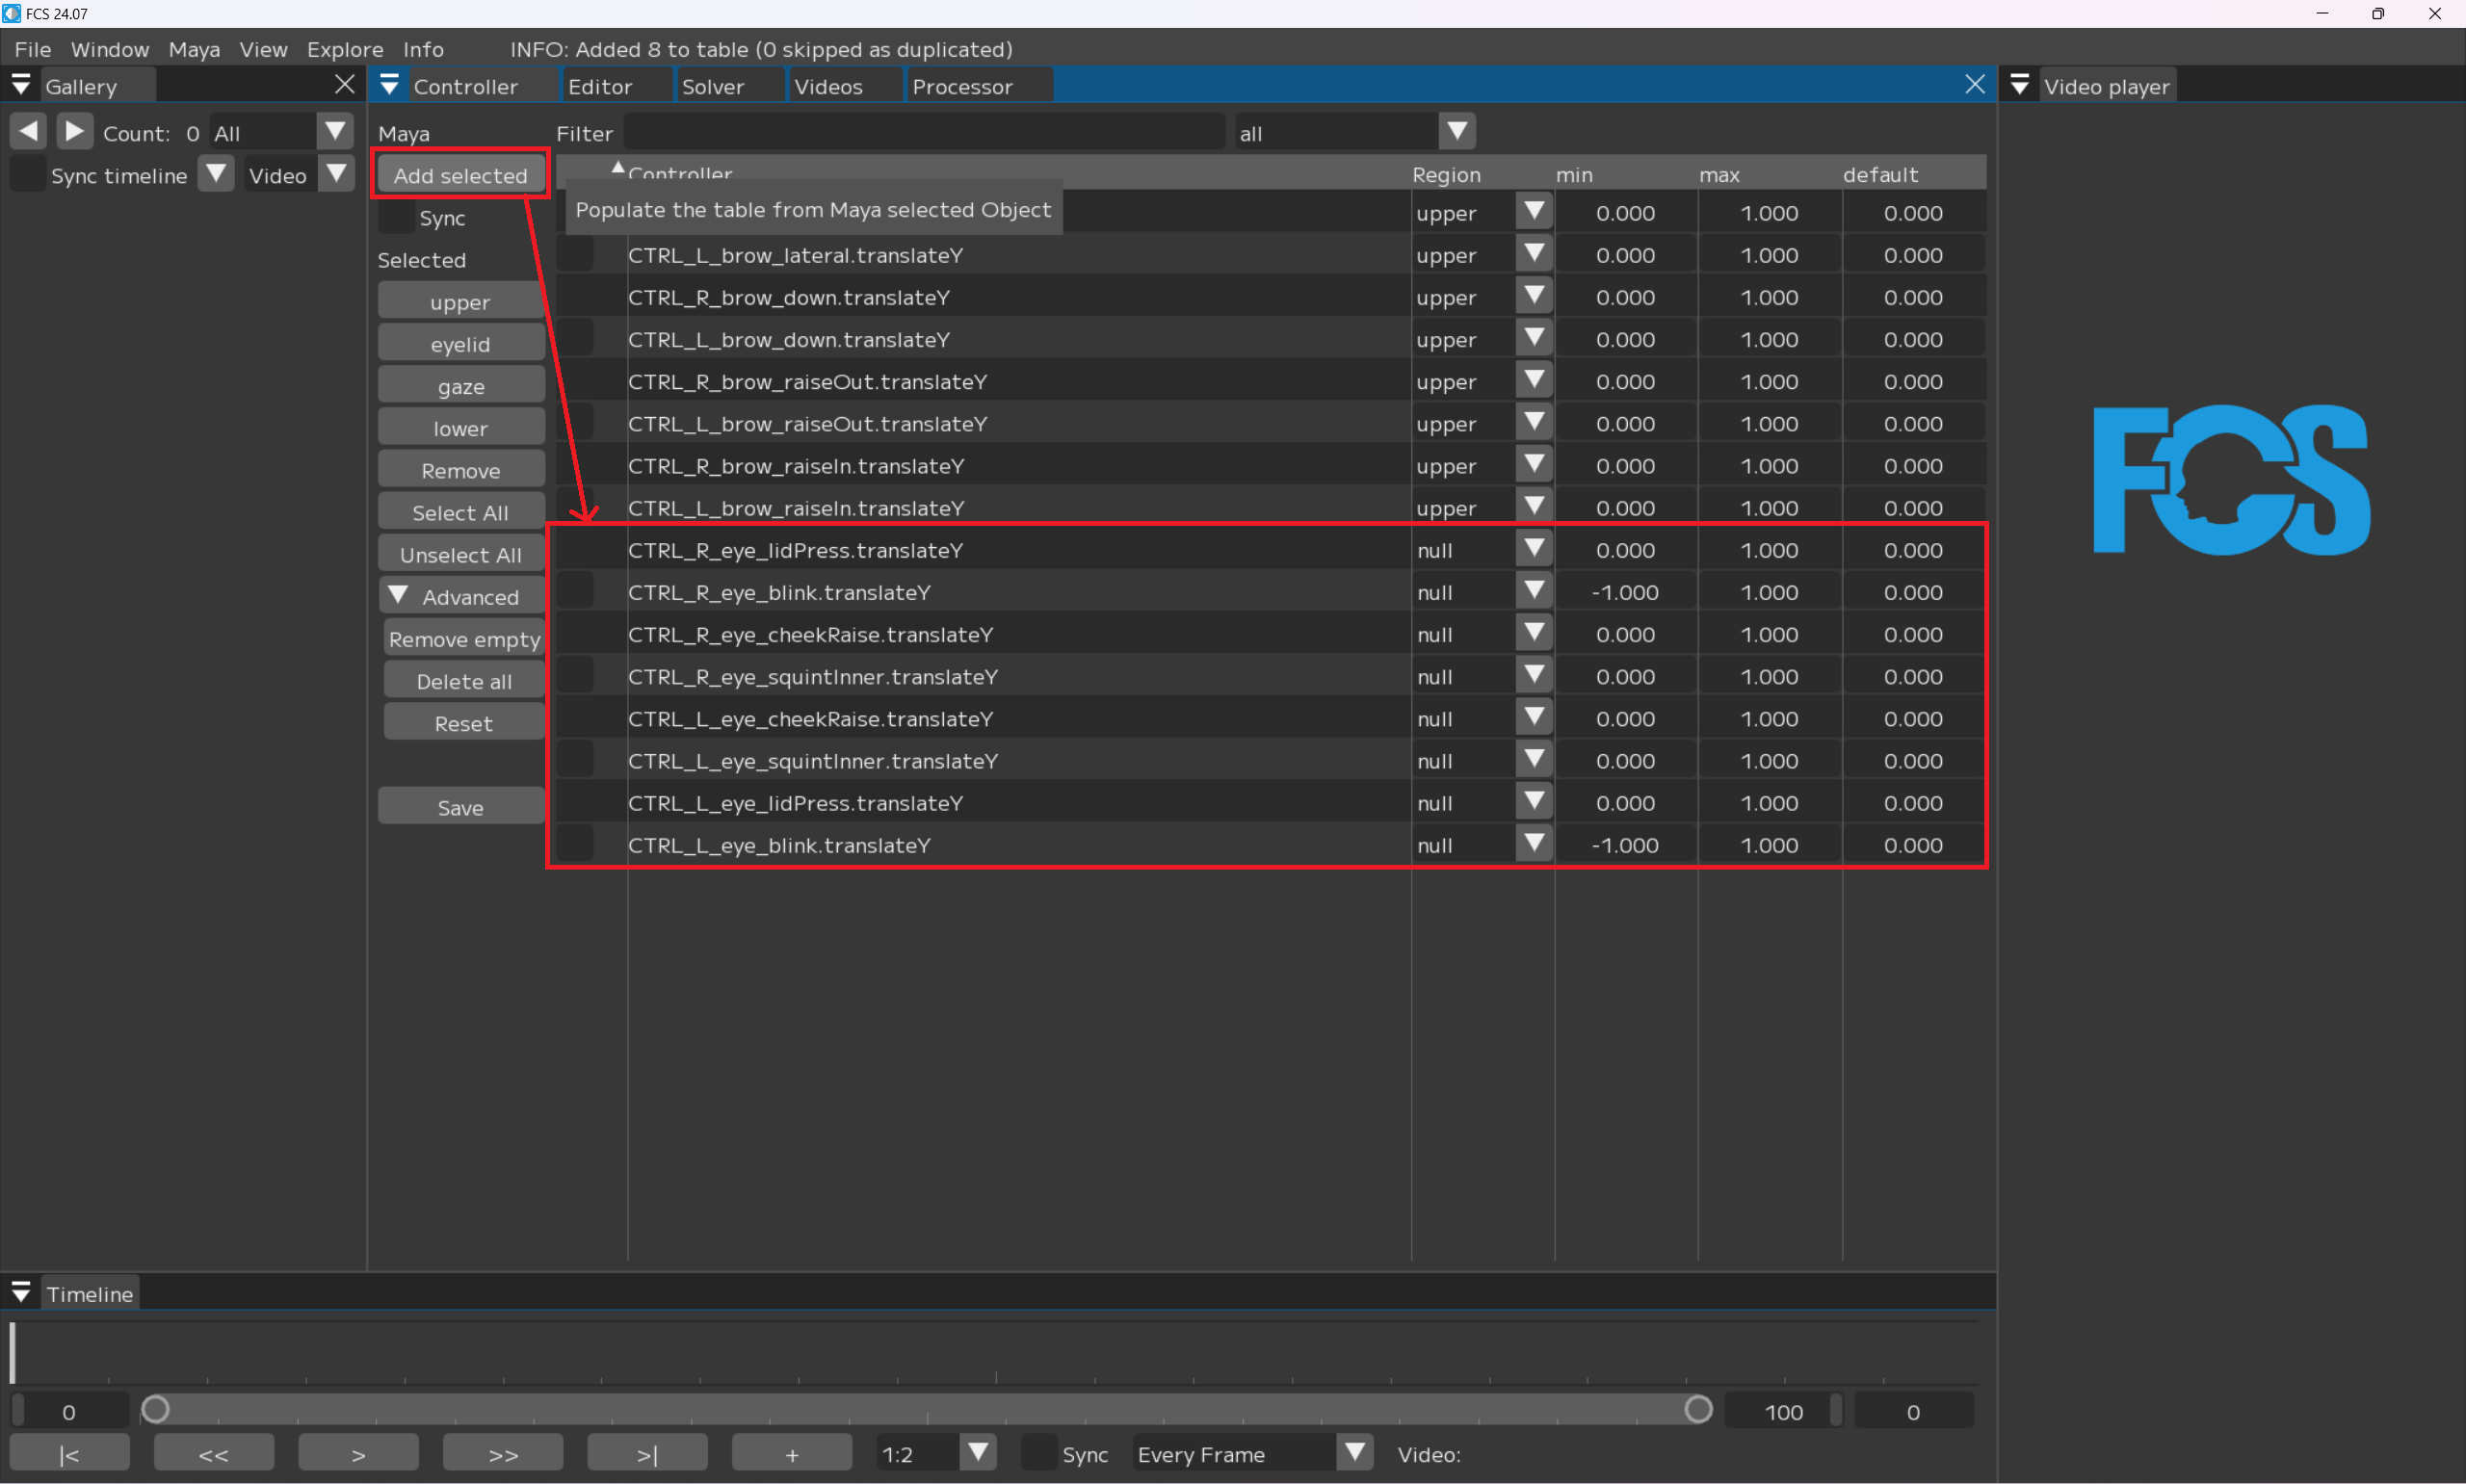 FCS 24.07
File Window Maya View Explore Info INFO: Added 8 to table (0 skipped as duplicated)
Gallery
Controller Editor Solver Videos Processor
Video player
Count: 0 All
Sync timeline Video
Maya Filter all
Add selected
Controller Region min max default
Populate the table from Maya selected Object
upper 0.000 1.000 0.000
Sync
CTRL_L_brow_lateral.translateY upper 0.000 1.000 0.000
Selected
CTRL_R_brow_down.translateY upper 0.000 1.000 0.000
upper
CTRL_L_brow_down.translateY upper 0.000 1.000 0.000
eyelid
CTRL_R_brow_raiseOut.translateY upper 0.000 1.000 0.000
gaze
CTRL_L_brow_raiseOut.translateY upper 0.000 1.000 0.000
lower
CTRL_R_brow_raiseIn.translateY upper 0.000 1.000 0.000
Remove
CTRL_L_brow_raiseIn.translateY upper 0.000 1.000 0.000
Select All
CTRL_R_eye_lidPress.translateY null 0.000 1.000 0.000
Unselect All
CTRL_R_eye_blink.translateY null -1.000 1.000 0.000
Advanced
CTRL_R_eye_cheekRaise.translateY null 0.000 1.000 0.000
Remove empty
CTRL_R_eye_squintInner.translateY null 0.000 1.000 0.000
Delete all
CTRL_L_eye_cheekRaise.translateY null 0.000 1.000 0.000
Reset
CTRL_L_eye_squintInner.translateY null 0.000 1.000 0.000
CTRL_L_eye_lidPress.translateY null 0.000 1.000 0.000
Save
CTRL_L_eye_blink.translateY null -1.000 1.000 0.000
FCS
Timeline
0 100 0
|< << > >> >| + 1:2 Sync Every Frame Video: